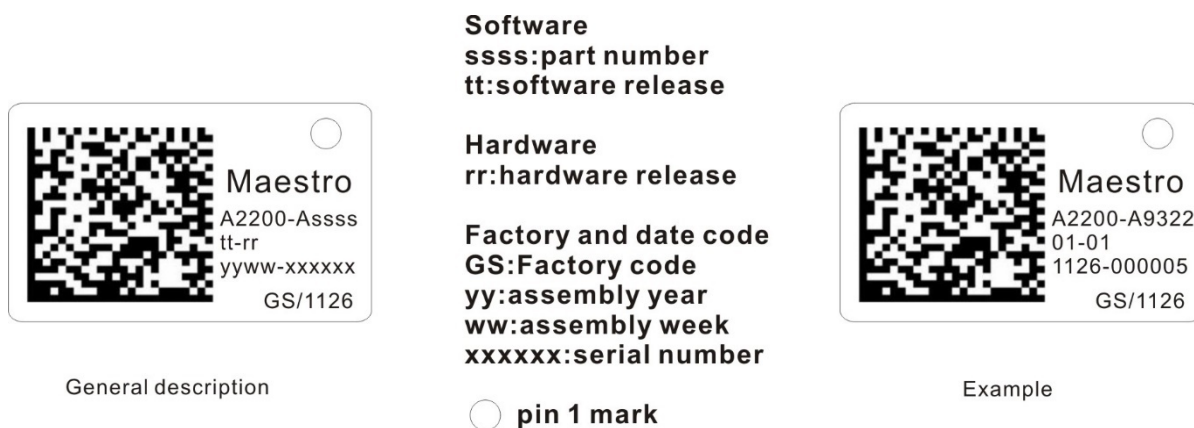 Maestro
A2200-Assss
tt-rr
yyww-xxxxxx
GS/1126
General description
Software
ssss:part number
tt:software release
Hardware
rr:hardware release
Factory and date code
GS:Factory code
yy:assembly year
ww:assembly week
xxxxxx:serial number
pin 1 mark
Maestro
A2200-A9322
01-01
1126-000005
GS/1126
Example